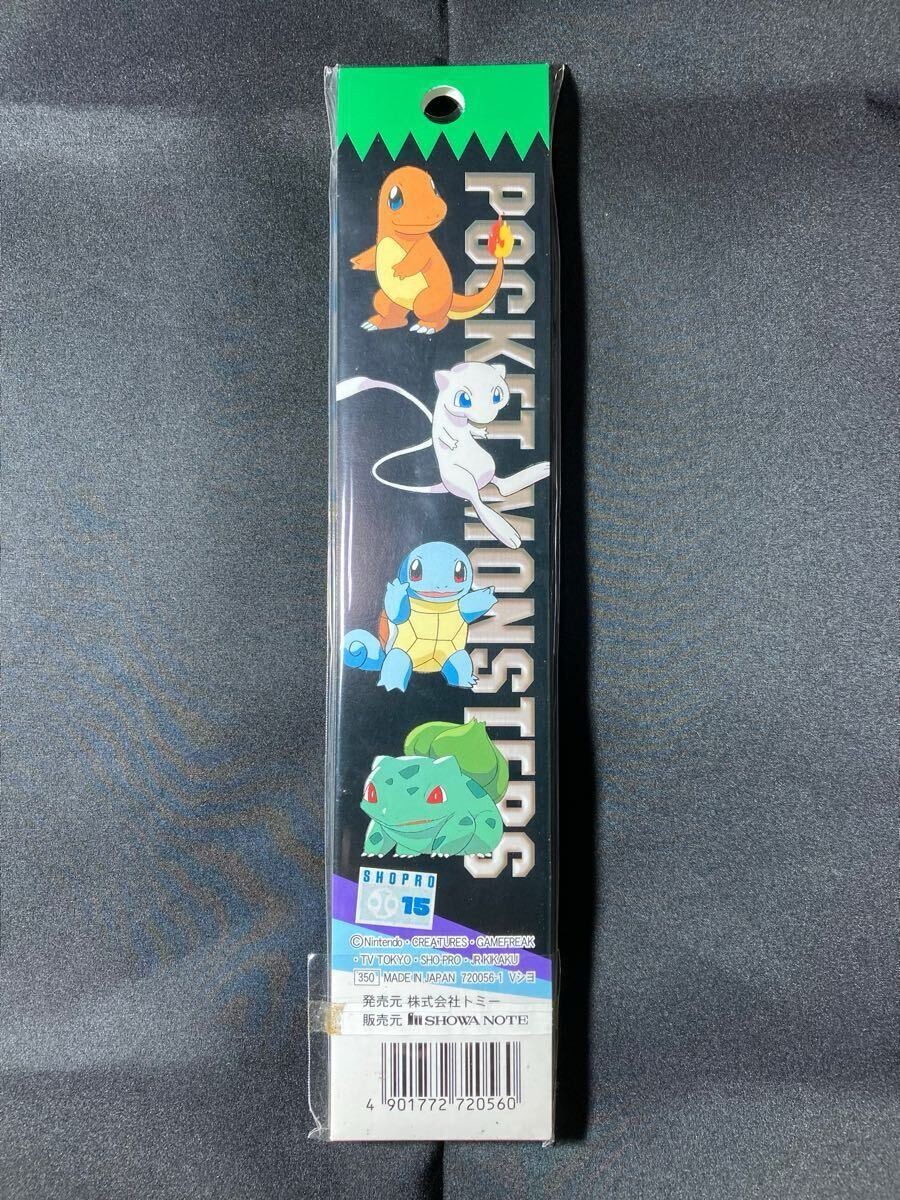 POCKET MONSTERS
SHOPRO
15
©Nintendo・CREATURES・GAMEFREAK
・TV TOKYO・SHO-PRO・JR KIKAKU
350 MADE IN JAPAN 720056-1 Vシヨ
発売元 株式会社トミー
販売元 SHOWA NOTE
4 901772 720560